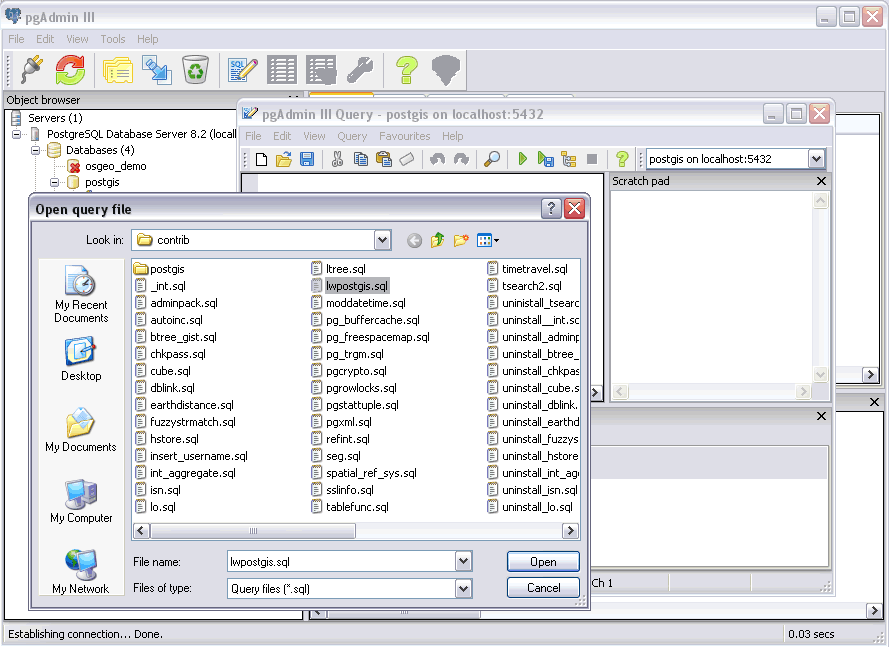 pgAdmin III
File Edit View Tools Help
Object browser
Servers (1)
PostgreSQL Database Server 8.2 (local
Databases (4)
osgeo_demo
postgis
pgAdmin III Query - postgis on localhost:5432
File Edit View Query Favourites Help
postgis on localhost:5432
Scratch pad
Open query file
Look in: contrib
My Recent Documents
Desktop
My Documents
My Computer
My Network
postgis
_int.sql
adminpack.sql
autoinc.sql
btree_gist.sql
chkpass.sql
cube.sql
dblink.sql
earthdistance.sql
fuzzystrmatch.sql
hstore.sql
insert_username.sql
int_aggregate.sql
isn.sql
lo.sql
ltree.sql
lwpostgis.sql
moddatetime.sql
pg_buffercache.sql
pg_freespacemap.sql
pg_trgm.sql
pgcrypto.sql
pgrowlocks.sql
pgstattuple.sql
pgxml.sql
refint.sql
seg.sql
spatial_ref_sys.sql
sslinfo.sql
tablefunc.sql
timetravel.sql
tsearch2.sql
uninistall_tsearc
uninstall__int.sc
uninstall_adminp
uninstall_btree_
uninstall_chkpas
uninstall_cube.s
uninstall_dblink.
uninstall_earthd
uninstall_fuzzys
uninstall_hstore
uninstall_int_ag
uninstall_isn.sql
uninstall_lo.sql
File name: lwpostgis.sql Open
Files of type: Query files (*.sql) Cancel
Ch 1
Establishing connection... Done.
0.03 secs